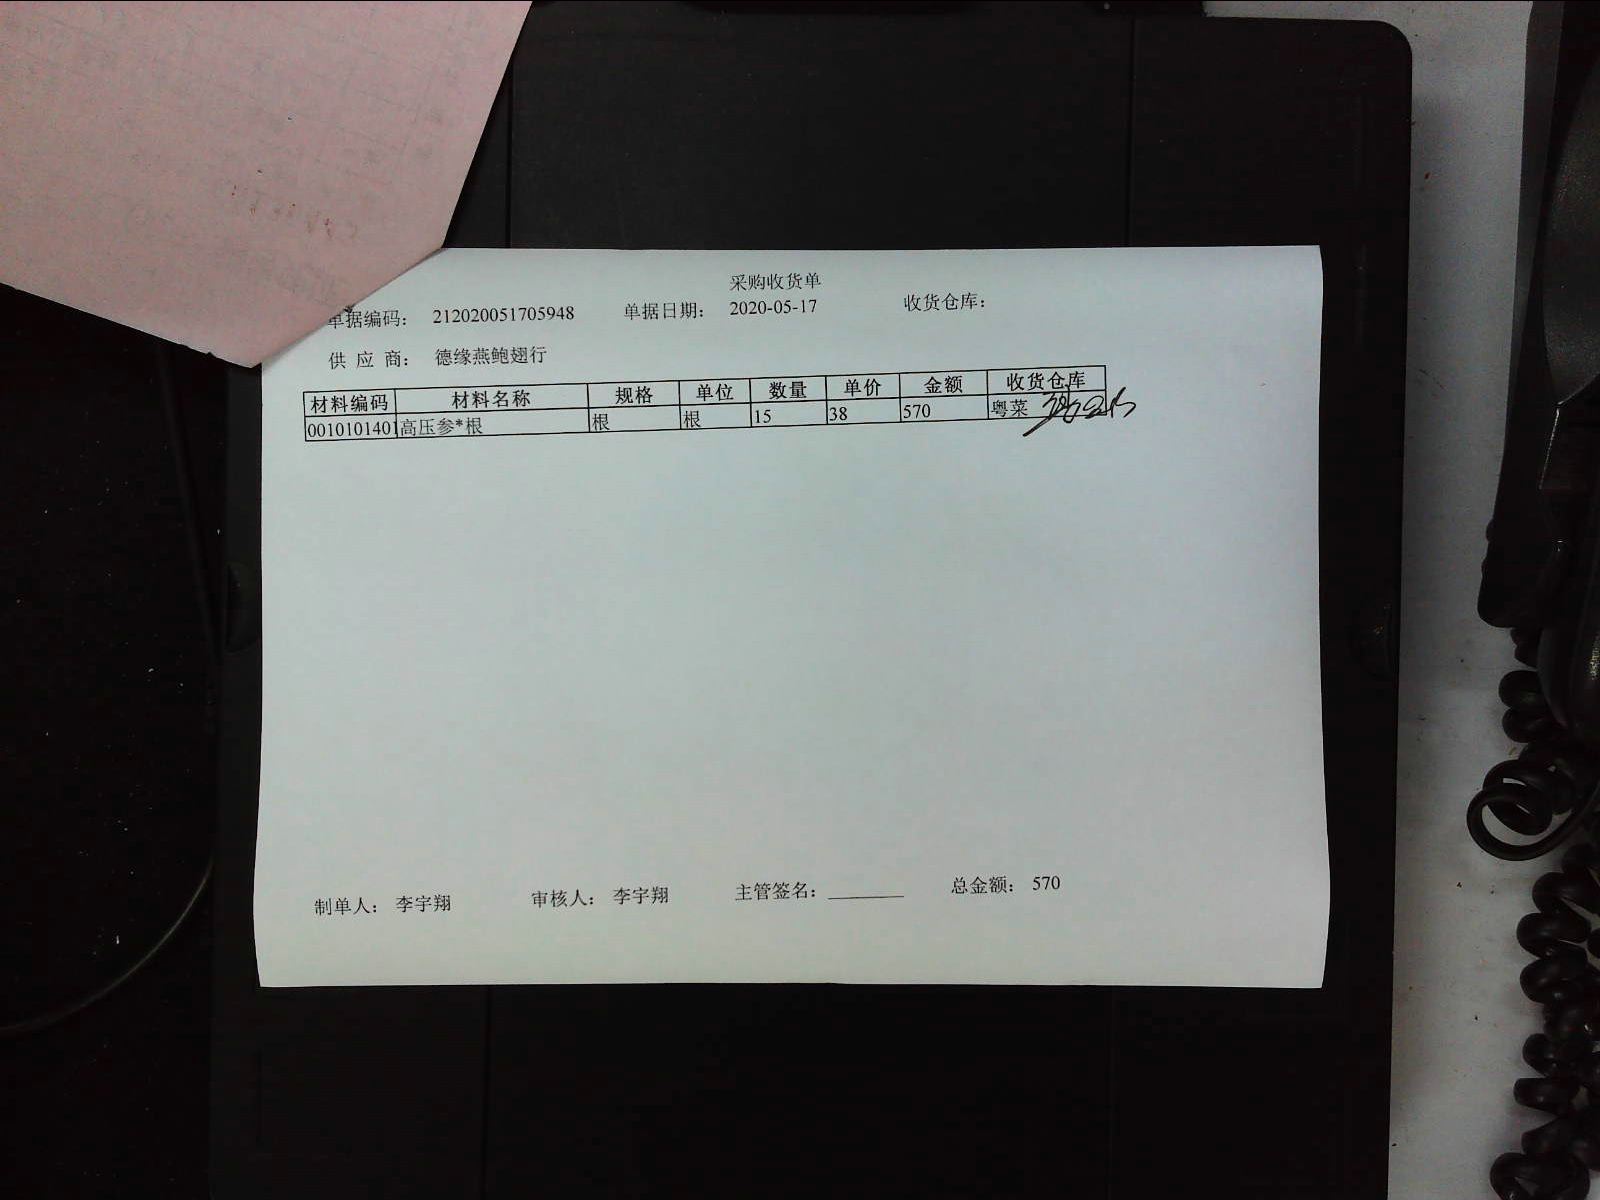 采购收货单
单据编码： 212020051705948 单据日期： 2020-05-17 收货仓库：
供 应 商： 德缘燕鲍翅行
材料编码 材料名称 规格 单位 数量 单价 金额 收货仓库
0010101401 高压参*根 根 根 15 38 570 粤菜
制单人： 李宇翔 审核人： 李宇翔 主管签名：________ 总金额： 570